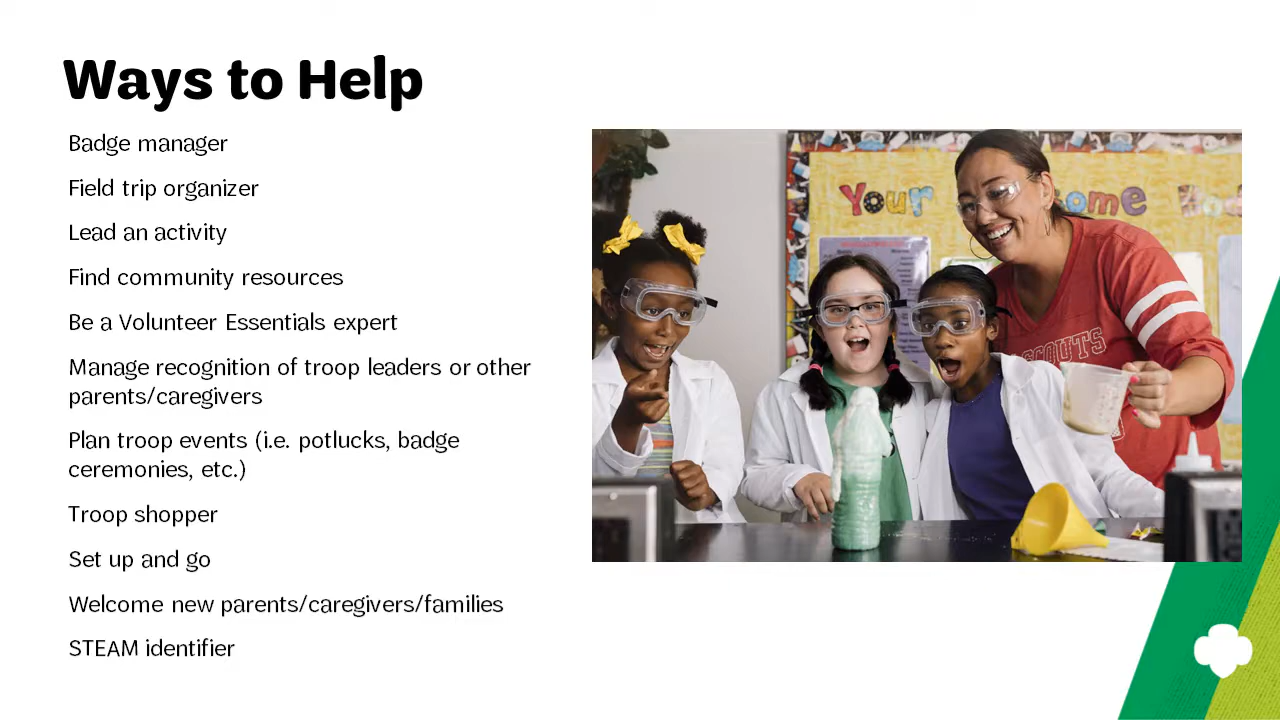 Ways to Help
Badge manager
Field trip organizer
Lead an activity
Find community resources
Be a Volunteer Essentials expert
Manage recognition of troop leaders or other
parents/caregivers
Plan troop events (i.e. potlucks, badge
ceremonies, etc.)
Troop shopper
Set up and go
Welcome new parents/caregivers/families
STEAM identifier
Your
SCOUTS